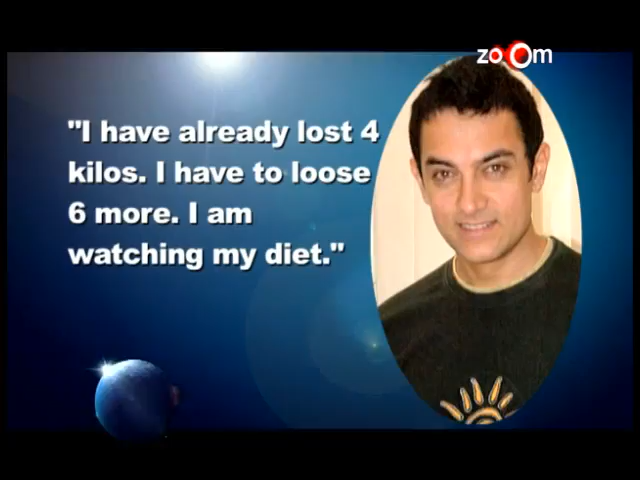 zoom
"I have already lost 4
kilos. I have to loose
6 more. I am
watching my diet."